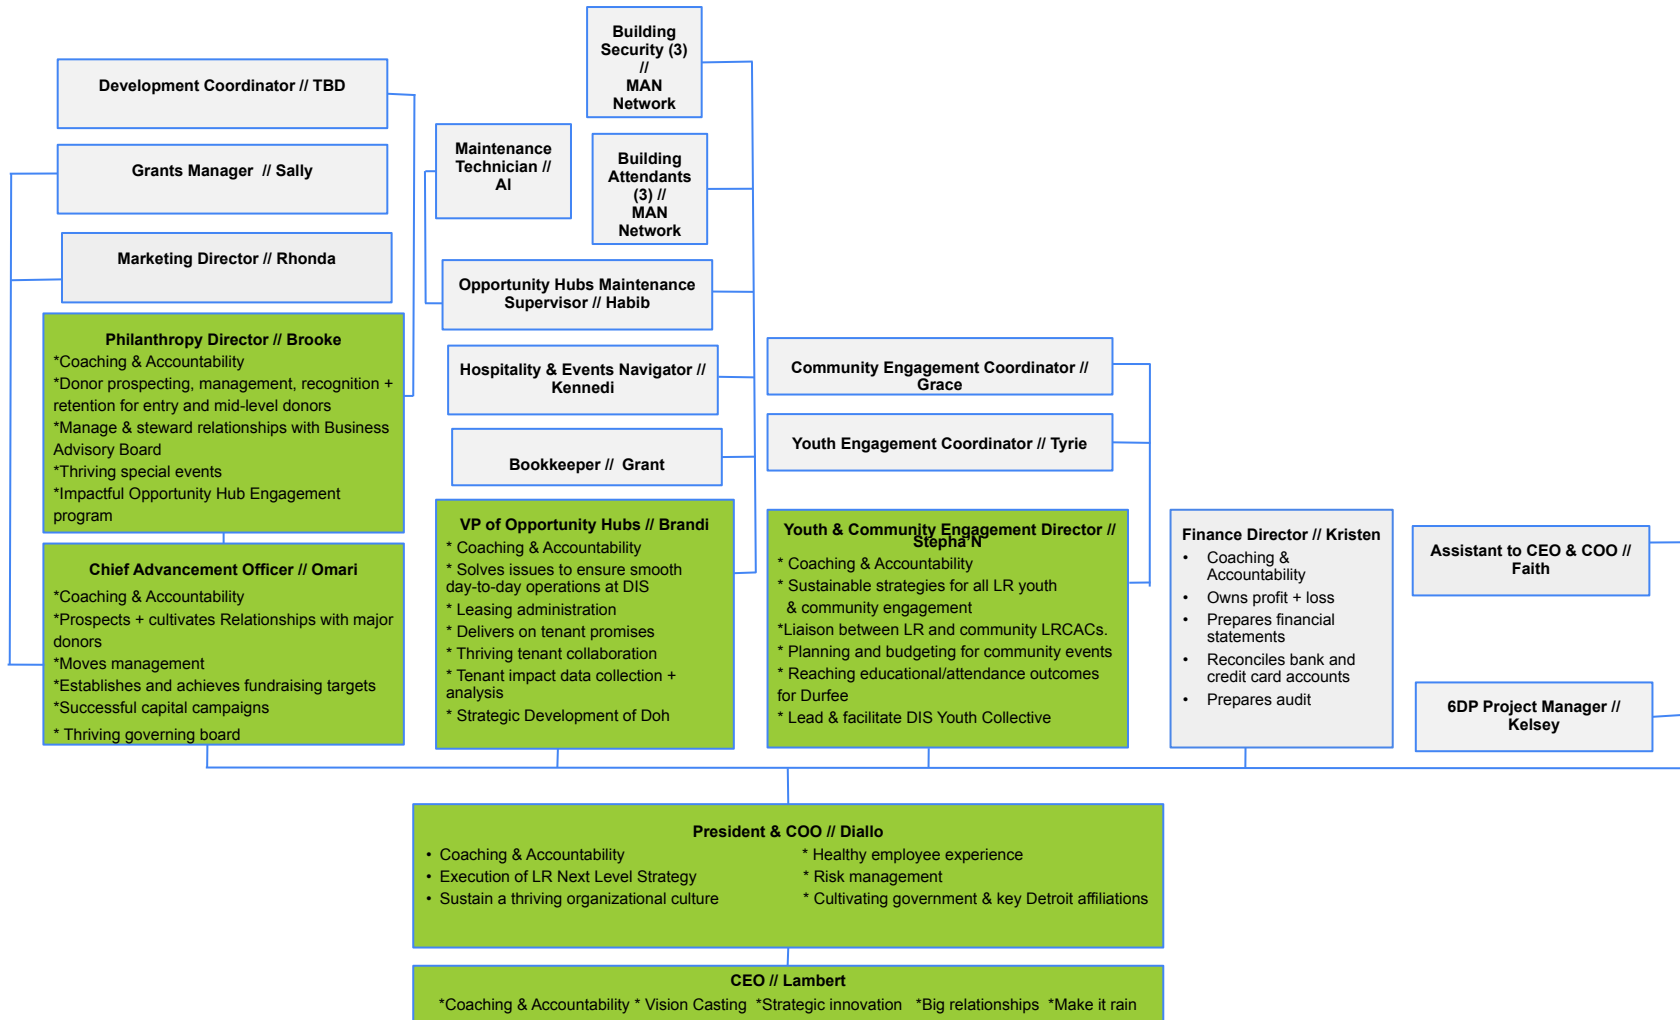 Building
Security (3)
//
MAN
Network
Development Coordinator // TBD
Maintenance
Technician //
Al
Building
Attendants
(3) //
MAN
Network
Grants Manager // Sally
Marketing Director // Rhonda
Opportunity Hubs Maintenance
Supervisor // Habib
Philanthropy Director // Brooke
*Coaching & Accountability
*Donor prospecting, management, recognition +
retention for entry and mid-level donors
*Manage & steward relationships with Business
Advisory Board
*Thriving special events
*Impactful Opportunity Hub Engagement
program
Hospitality & Events Navigator //
Kennedi
Community Engagement Coordinator //
Grace
Bookkeeper // Grant
Youth Engagement Coordinator // Tyrie
Chief Advancement Officer // Omari
*Coaching & Accountability
*Prospects + cultivates Relationships with major
donors
*Moves management
*Establishes and achieves fundraising targets
*Successful capital campaigns
* Thriving governing board
VP of Opportunity Hubs // Brandi
* Coaching & Accountability
* Solves issues to ensure smooth
day-to-day operations at DIS
* Leasing administration
* Delivers on tenant promises
* Thriving tenant collaboration
* Tenant impact data collection +
analysis
* Strategic Development of Doh
Youth & Community Engagement Director //
Stepha'N
* Coaching & Accountability
* Sustainable strategies for all LR youth
& community engagement
*Liaison between LR and community LRCACs.
* Planning and budgeting for community events
* Reaching educational/attendance outcomes
for Durfee
* Lead & facilitate DIS Youth Collective
Finance Director // Kristen
• Coaching &
Accountability
• Owns profit + loss
• Prepares financial
statements
• Reconciles bank and
credit card accounts
• Prepares audit
Assistant to CEO & COO //
Faith
6DP Project Manager //
Kelsey
President & COO // Diallo
• Coaching & Accountability
• Execution of LR Next Level Strategy
• Sustain a thriving organizational culture
* Healthy employee experience
* Risk management
* Cultivating government & key Detroit affiliations
CEO // Lambert
*Coaching & Accountability * Vision Casting *Strategic innovation *Big relationships *Make it rain